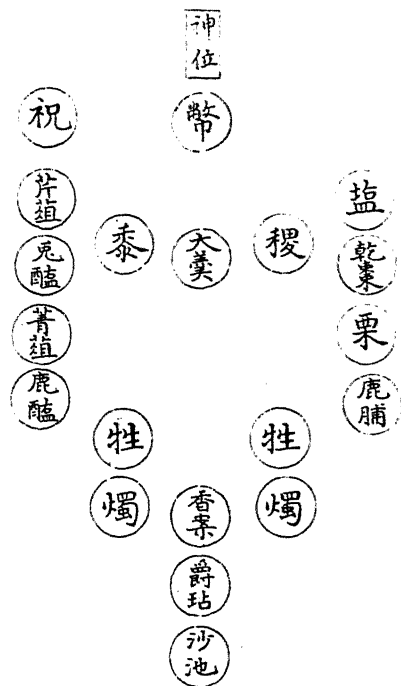 神位
祝
幣
芹菹
兎醢
菁菹
鹿醢
黍
大羹
稷
塩
乾棗
栗
鹿脯
牲
牲
燭
燭
香案
爵坫
沙池